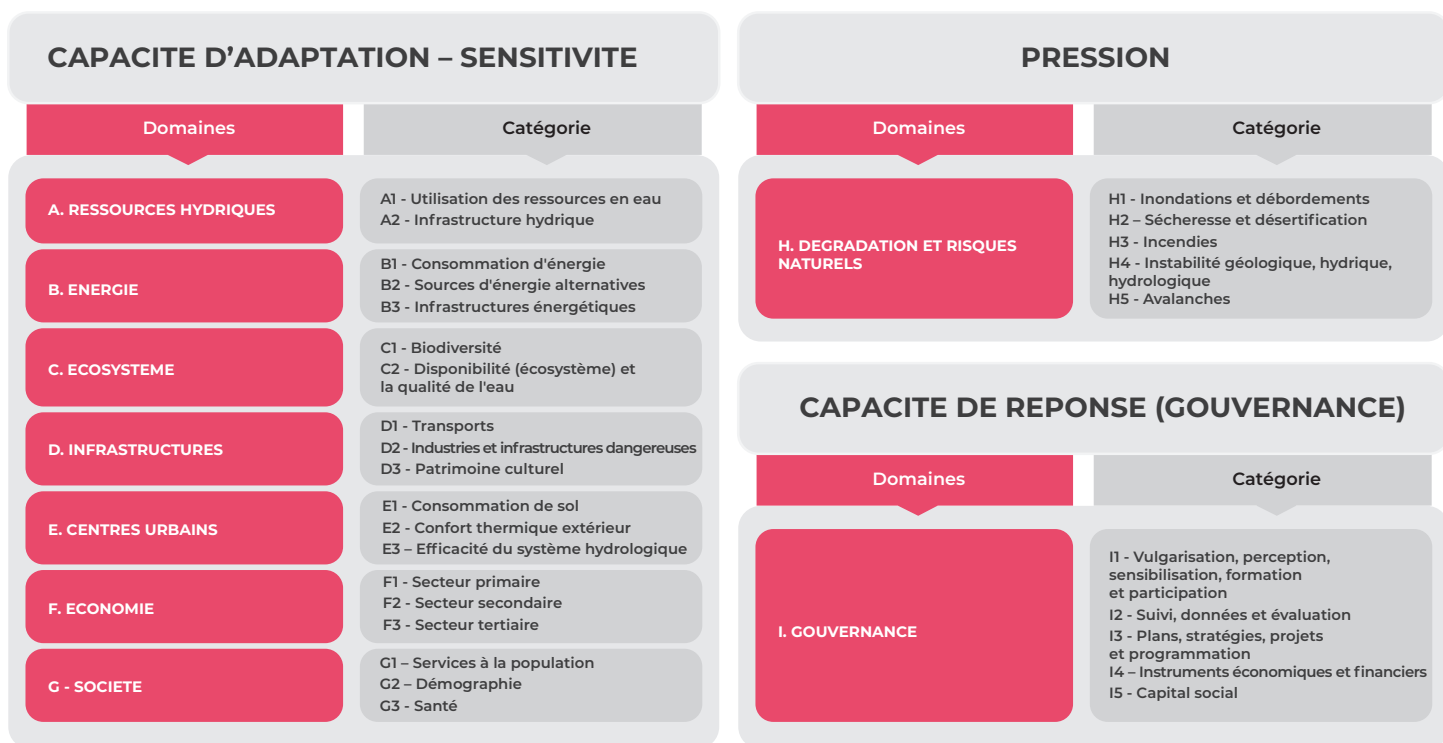 CAPACITE D’ADAPTATION – SENSITIVITE
Domaines
Catégorie
A. RESSOURCES HYDRIQUES
A1 - Utilisation des ressources en eau
A2 - Infrastructure hydrique
B. ENERGIE
B1 - Consommation d'énergie
B2 - Sources d'énergie alternatives
B3 - Infrastructures énergétiques
C. ECOSYSTEME
C1 - Biodiversité
C2 - Disponibilité (écosystème) et
la qualité de l'eau
D. INFRASTRUCTURES
D1 - Transports
D2 - Industries et infrastructures dangereuses
D3 - Patrimoine culturel
E. CENTRES URBAINS
E1 - Consommation de sol
E2 - Confort thermique extérieur
E3 – Efficacité du système hydrologique
F. ECONOMIE
F1 - Secteur primaire
F2 - Secteur secondaire
F3 - Secteur tertiaire
G - SOCIETE
G1 – Services à la population
G2 – Démographie
G3 - Santé
PRESSION
Domaines
Catégorie
H. DEGRADATION ET RISQUES
NATURELS
H1 - Inondations et débordements
H2 – Sécheresse et désertification
H3 - Incendies
H4 - Instabilité géologique, hydrique,
hydrologique
H5 - Avalanches
CAPACITE DE REPONSE (GOUVERNANCE)
Domaines
Catégorie
I. GOUVERNANCE
I1 - Vulgarisation, perception,
sensibilisation, formation
et participation
I2 - Suivi, données et évaluation
I3 - Plans, stratégies, projets
et programmation
I4 – Instruments économiques et financiers
I5 - Capital social